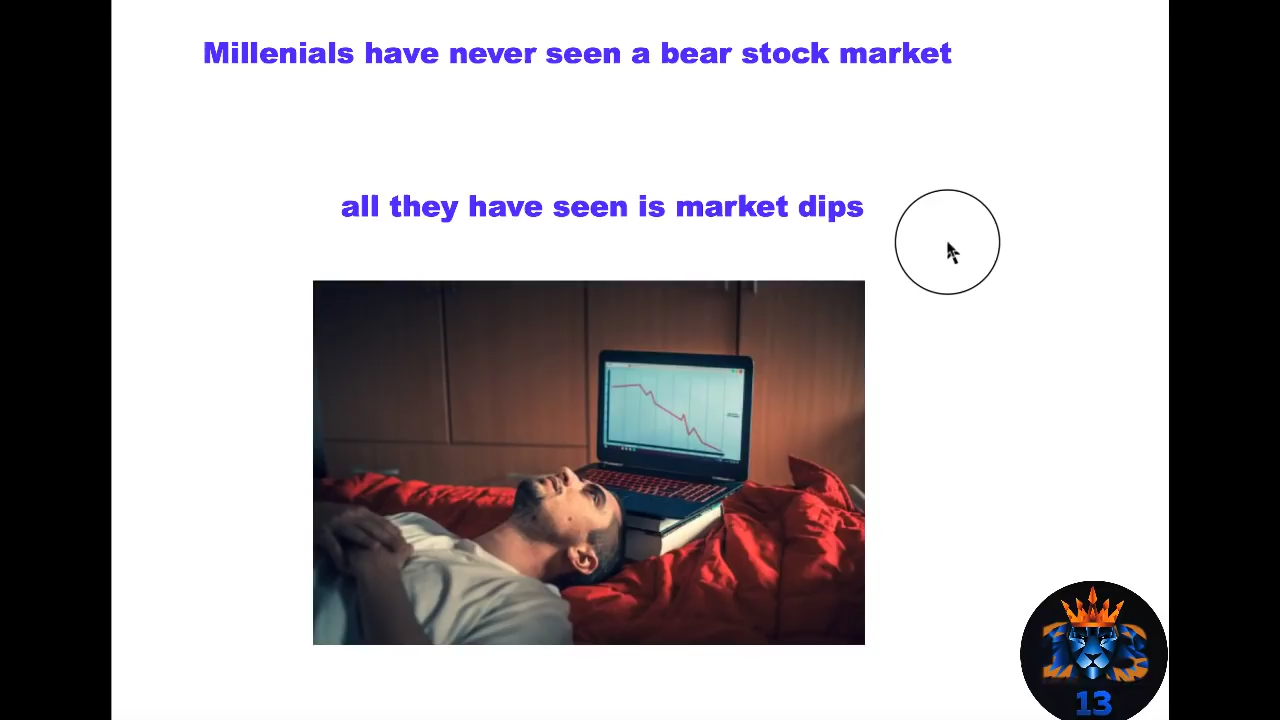 Millenials have never seen a bear stock market
all they have seen is market dips
13